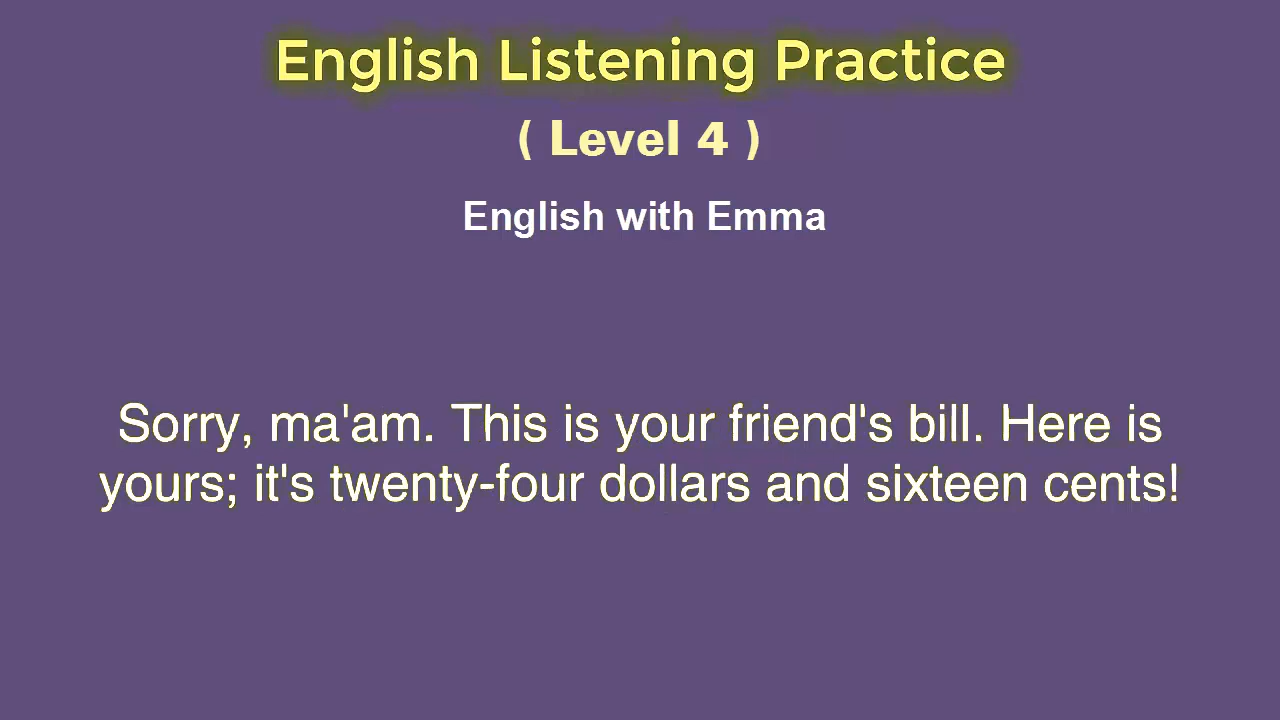 English Listening Practice
( Level 4 )
English with Emma
Sorry, ma'am. This is your friend's bill. Here is
yours; it's twenty-four dollars and sixteen cents!